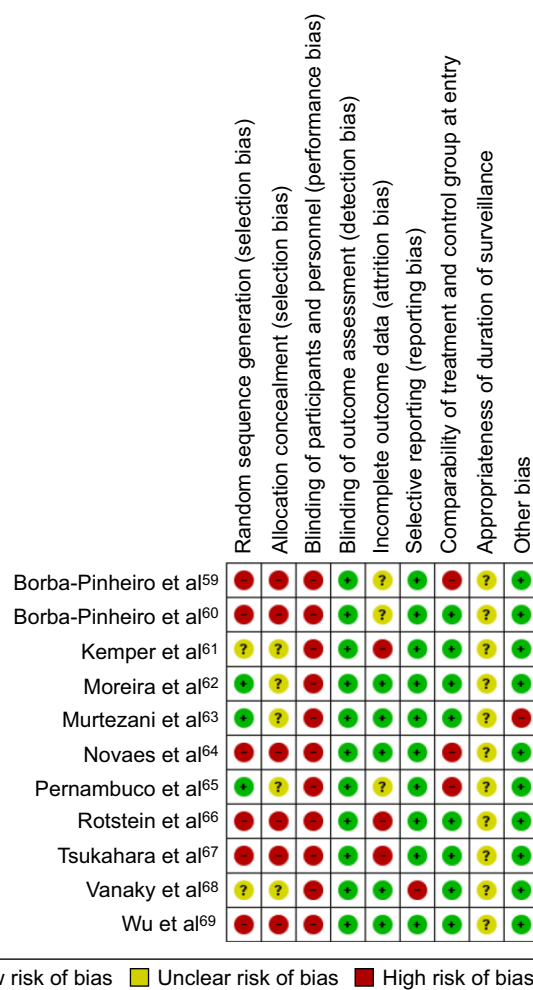 Random sequence generation (selection bias)
Allocation concealment (selection bias)
Blinding of participants and personnel (performance bias)
Blinding of outcome assessment (detection bias)
Incomplete outcome data (attrition bias)
Selective reporting (reporting bias)
Comparability of treatment and control group at entry
Appropriateness of duration of surveillance
Other bias
Borba-Pinheiro et al59 - - - + ? + - ? +
Borba-Pinheiro et al60 - - - + ? + + ? +
Kemper et al61 ? ? - + - + + ? +
Moreira et al62 + ? - + + + + ? +
Murtezani et al63 + ? - + + + + ? -
Novaes et al64 - - - + + + - ? +
Pernambuco et al65 + ? - + ? + - ? +
Rotstein et al66 - - - + - + + ? +
Tsukahara et al67 - - - + - + + ? +
Vanaky et al68 ? ? - + + - + ? +
Wu et al69 - - - + + + + ? +
risk of bias Unclear risk of bias High risk of bias